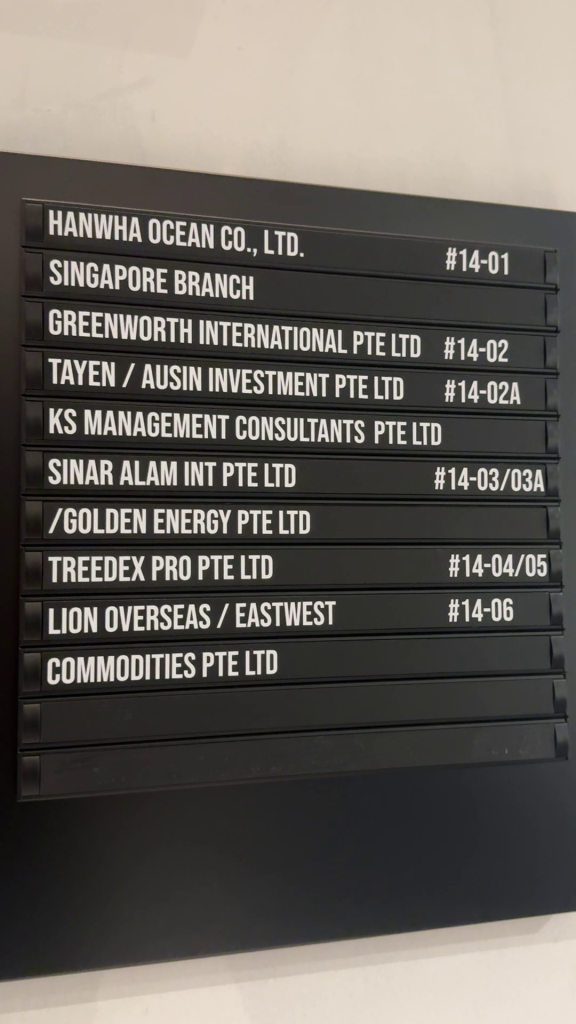 HANWHA OCEAN CO., LTD. #14-01
SINGAPORE BRANCH
GREENWORTH INTERNATIONAL PTE LTD #14-02
TAYEN / AUSIN INVESTMENT PTE LTD #14-02A
KS MANAGEMENT CONSULTANTS PTE LTD
SINAR ALAM INT PTE LTD #14-03/03A
/GOLDEN ENERGY PTE LTD
TREEDEX PRO PTE LTD #14-04/05
LION OVERSEAS / EASTWEST #14-06
COMMODITIES PTE LTD